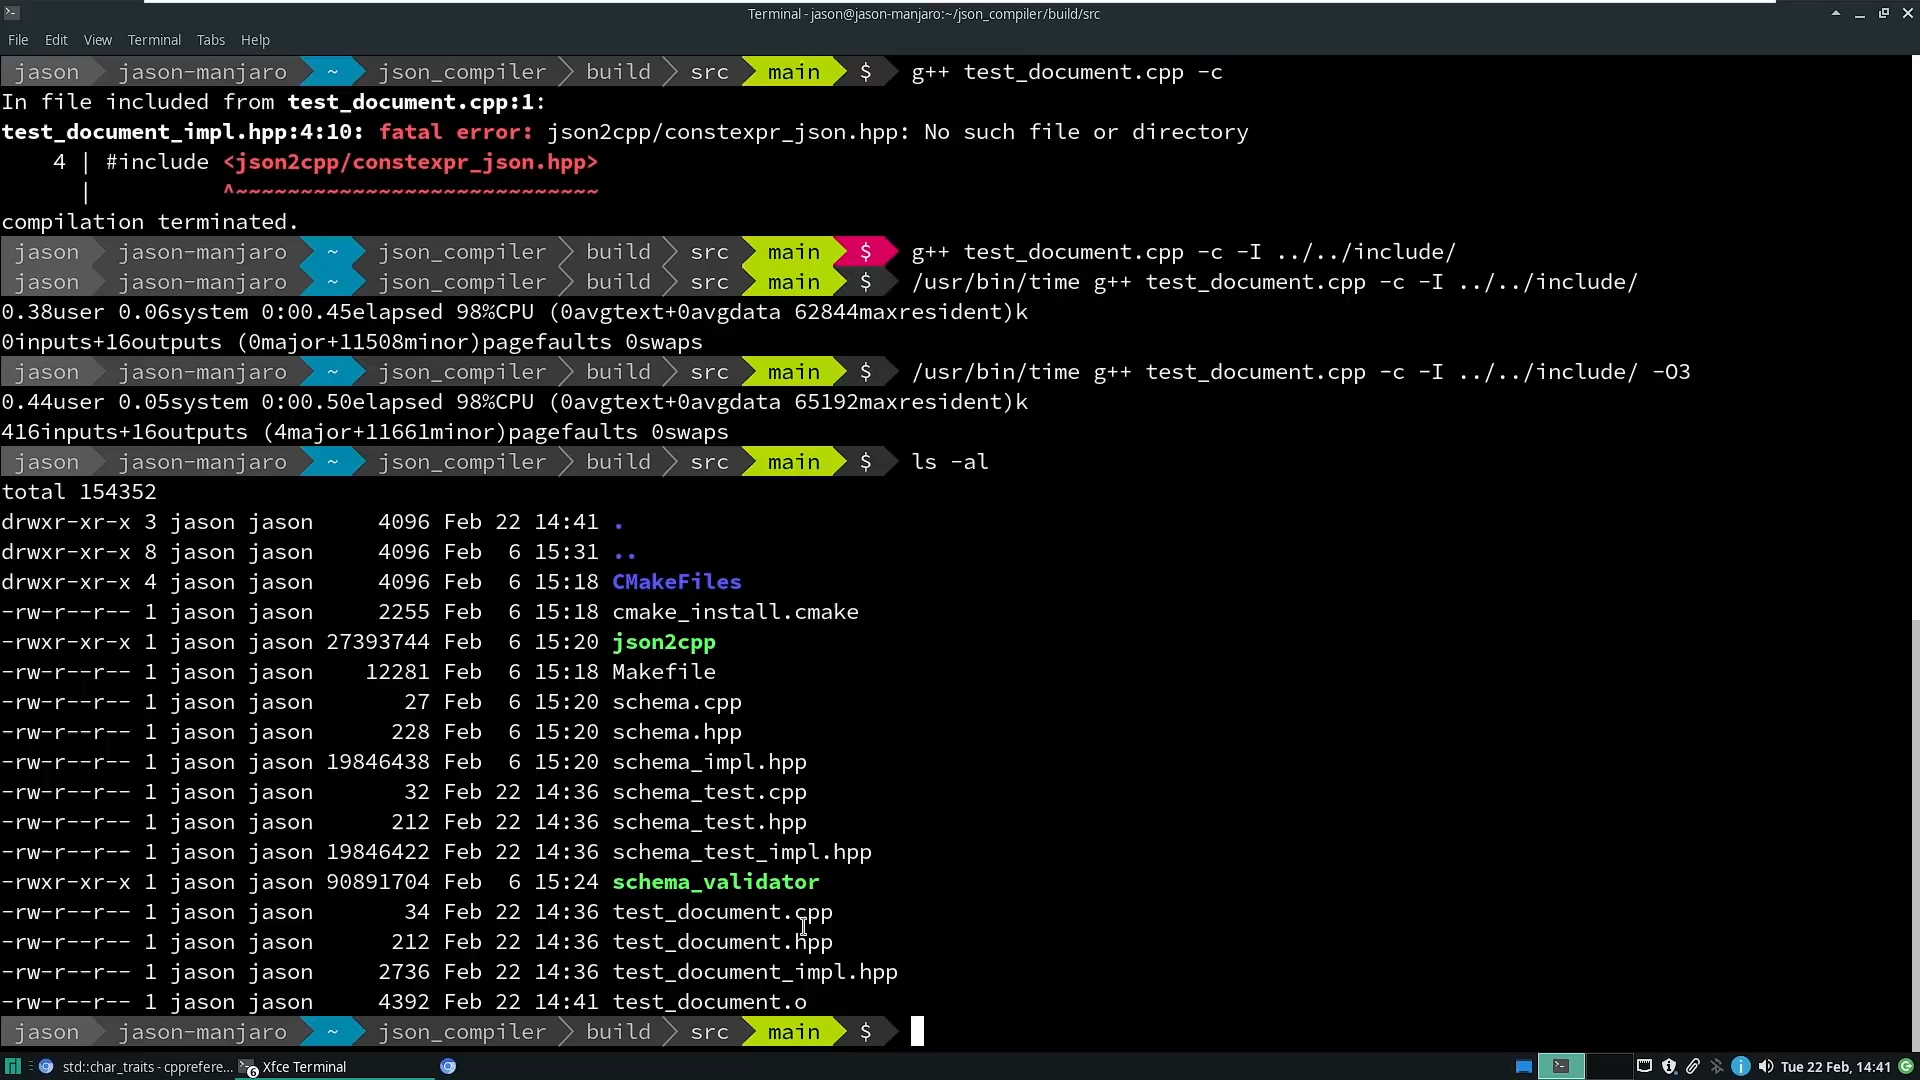 Terminal - jason@jason-manjaro:~/json_compiler/build/src
File Edit View Terminal Tabs Help
jason jason-manjaro ~ json_compiler build src main $ g++ test_document.cpp -c
In file included from test_document.cpp:1:
test_document_impl.hpp:4:10: fatal error: json2cpp/constexpr_json.hpp: No such file or directory
4 | #include <json2cpp/constexpr_json.hpp>
| ^~~~~~~~~~~~~~~~~~~~~~~~~~~~~
compilation terminated.
jason jason-manjaro ~ json_compiler build src main $ g++ test_document.cpp -c -I ../../include/
jason jason-manjaro ~ json_compiler build src main $ /usr/bin/time g++ test_document.cpp -c -I ../../include/
0.38user 0.06system 0:00.45elapsed 98%CPU (0avgtext+0avgdata 62844maxresident)k
0inputs+16outputs (0major+11508minor)pagefaults 0swaps
jason jason-manjaro ~ json_compiler build src main $ /usr/bin/time g++ test_document.cpp -c -I ../../include/ -O3
0.44user 0.05system 0:00.50elapsed 98%CPU (0avgtext+0avgdata 65192maxresident)k
416inputs+16outputs (4major+11661minor)pagefaults 0swaps
jason jason-manjaro ~ json_compiler build src main $ ls -al
total 154352
drwxr-xr-x 3 jason jason 4096 Feb 22 14:41 .
drwxr-xr-x 8 jason jason 4096 Feb 6 15:31 ..
drwxr-xr-x 4 jason jason 4096 Feb 6 15:18 CMakeFiles
-rw-r--r-- 1 jason jason 2255 Feb 6 15:18 cmake_install.cmake
-rwxr-xr-x 1 jason jason 27393744 Feb 6 15:20 json2cpp
-rw-r--r-- 1 jason jason 12281 Feb 6 15:18 Makefile
-rw-r--r-- 1 jason jason 27 Feb 6 15:20 schema.cpp
-rw-r--r-- 1 jason jason 228 Feb 6 15:20 schema.hpp
-rw-r--r-- 1 jason jason 19846438 Feb 6 15:20 schema_impl.hpp
-rw-r--r-- 1 jason jason 32 Feb 22 14:36 schema_test.cpp
-rw-r--r-- 1 jason jason 212 Feb 22 14:36 schema_test.hpp
-rw-r--r-- 1 jason jason 19846422 Feb 22 14:36 schema_test_impl.hpp
-rwxr-xr-x 1 jason jason 90891704 Feb 6 15:24 schema_validator
-rw-r--r-- 1 jason jason 34 Feb 22 14:36 test_document.cpp
-rw-r--r-- 1 jason jason 212 Feb 22 14:36 test_document.hpp
-rw-r--r-- 1 jason jason 2736 Feb 22 14:36 test_document_impl.hpp
-rw-r--r-- 1 jason jason 4392 Feb 22 14:41 test_document.o
jason jason-manjaro ~ json_compiler build src main $
std::char_traits - cpprefere... 6 Xfce Terminal Tue 22 Feb, 14:41